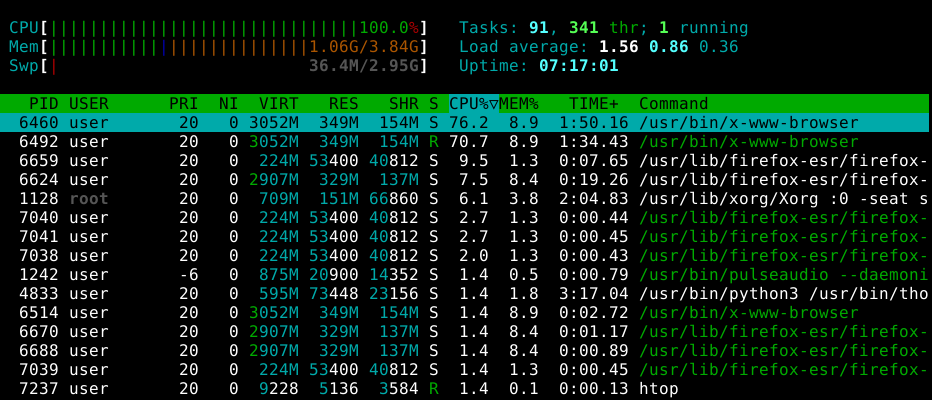 CPU[||||||||||||||||||||||||||||||||100.0%] Tasks: 91, 341 thr; 1 running
Mem[|||||||||||||||||||||||||||1.06G/3.84G] Load average: 1.56 0.86 0.36
Swp[| 36.4M/2.95G] Uptime: 07:17:01
PID USER PRI NI VIRT RES SHR S CPU%▽MEM% TIME+ Command
6460 user 20 0 3052M 349M 154M S 76.2 8.9 1:50.16 /usr/bin/x-www-browser
6492 user 20 0 3052M 349M 154M R 70.7 8.9 1:34.43 /usr/bin/x-www-browser
6659 user 20 0 224M 53400 40812 S 9.5 1.3 0:07.65 /usr/lib/firefox-esr/firefox-
6624 user 20 0 2907M 329M 137M S 7.5 8.4 0:19.26 /usr/lib/firefox-esr/firefox-
1128 root 20 0 709M 151M 66860 S 6.1 3.8 2:04.83 /usr/lib/xorg/Xorg :0 -seat s
7040 user 20 0 224M 53400 40812 S 2.7 1.3 0:00.44 /usr/lib/firefox-esr/firefox-
7041 user 20 0 224M 53400 40812 S 2.7 1.3 0:00.45 /usr/lib/firefox-esr/firefox-
7038 user 20 0 224M 53400 40812 S 2.0 1.3 0:00.43 /usr/lib/firefox-esr/firefox-
1242 user -6 0 875M 20900 14352 S 1.4 0.5 0:00.79 /usr/bin/pulseaudio --daemoni
4833 user 20 0 595M 73448 23156 S 1.4 1.8 3:17.04 /usr/bin/python3 /usr/bin/tho
6514 user 20 0 3052M 349M 154M S 1.4 8.9 0:02.72 /usr/bin/x-www-browser
6670 user 20 0 2907M 329M 137M S 1.4 8.4 0:01.17 /usr/lib/firefox-esr/firefox-
6688 user 20 0 2907M 329M 137M S 1.4 8.4 0:00.89 /usr/lib/firefox-esr/firefox-
7039 user 20 0 224M 53400 40812 S 1.4 1.3 0:00.45 /usr/lib/firefox-esr/firefox-
7237 user 20 0 9228 5136 3584 R 1.4 0.1 0:00.13 htop